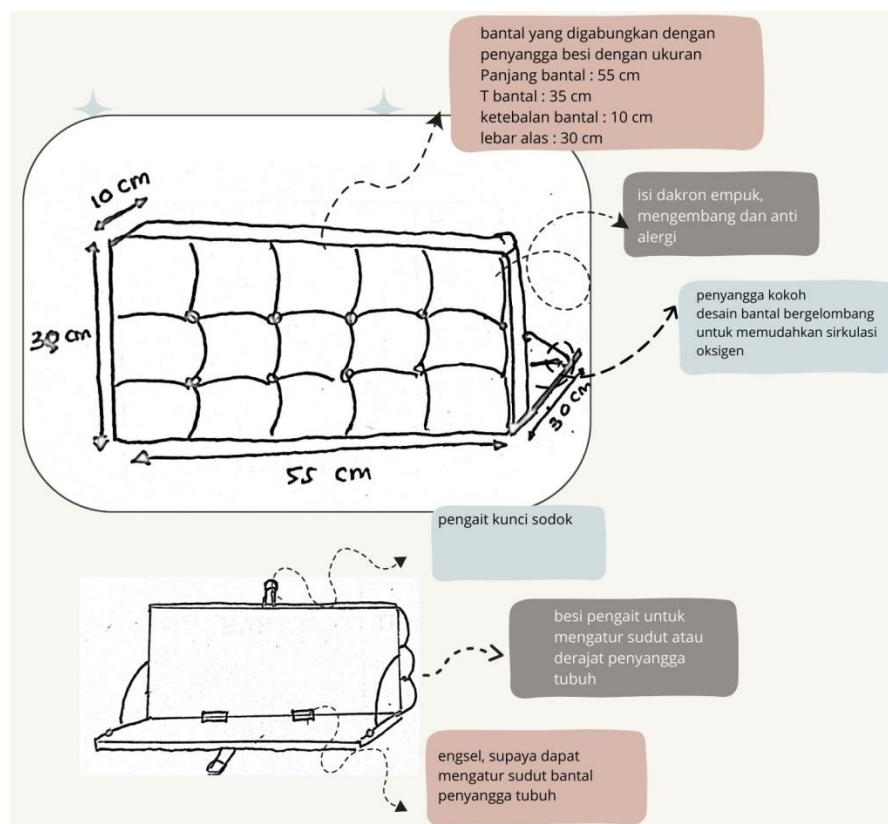 bantal yang digabungkan dengan
penyangga besi dengan ukuran
Panjang bantal : 55 cm
T bantal : 35 cm
ketebalan bantal : 10 cm
lebar alas : 30 cm
isi dakron empuk,
mengembang dan anti
alergi
penyangga kokoh
desain bantal bergelombang
untuk memudahkan sirkulasi
oksigen
10 cm
30 cm
30 cm
55 cm
pengait kunci sodok
besi pengait untuk
mengatur sudut atau
derajat penyangga
tubuh
engsel, supaya dapat
mengatur sudut bantal
penyangga tubuh